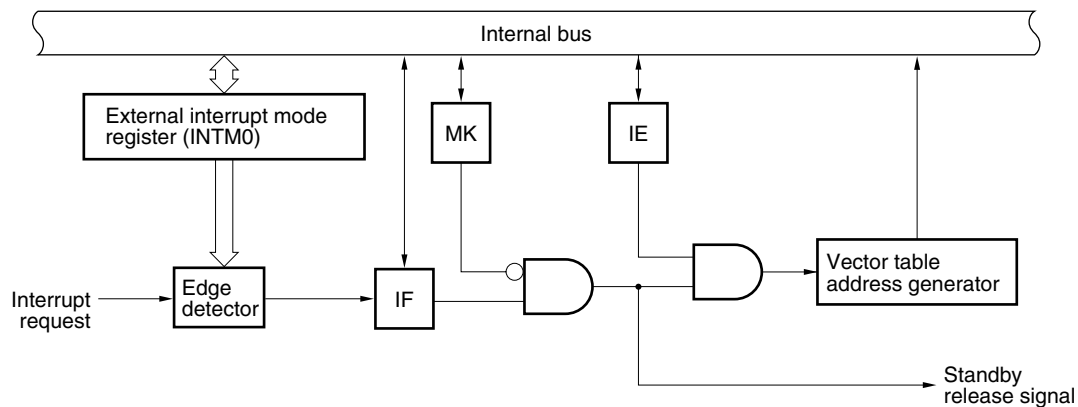 Internal bus
External interrupt mode
register (INTM0)
MK
IE
Interrupt
request
Edge
detector
IF
Vector table
address generator
Standby
release signal